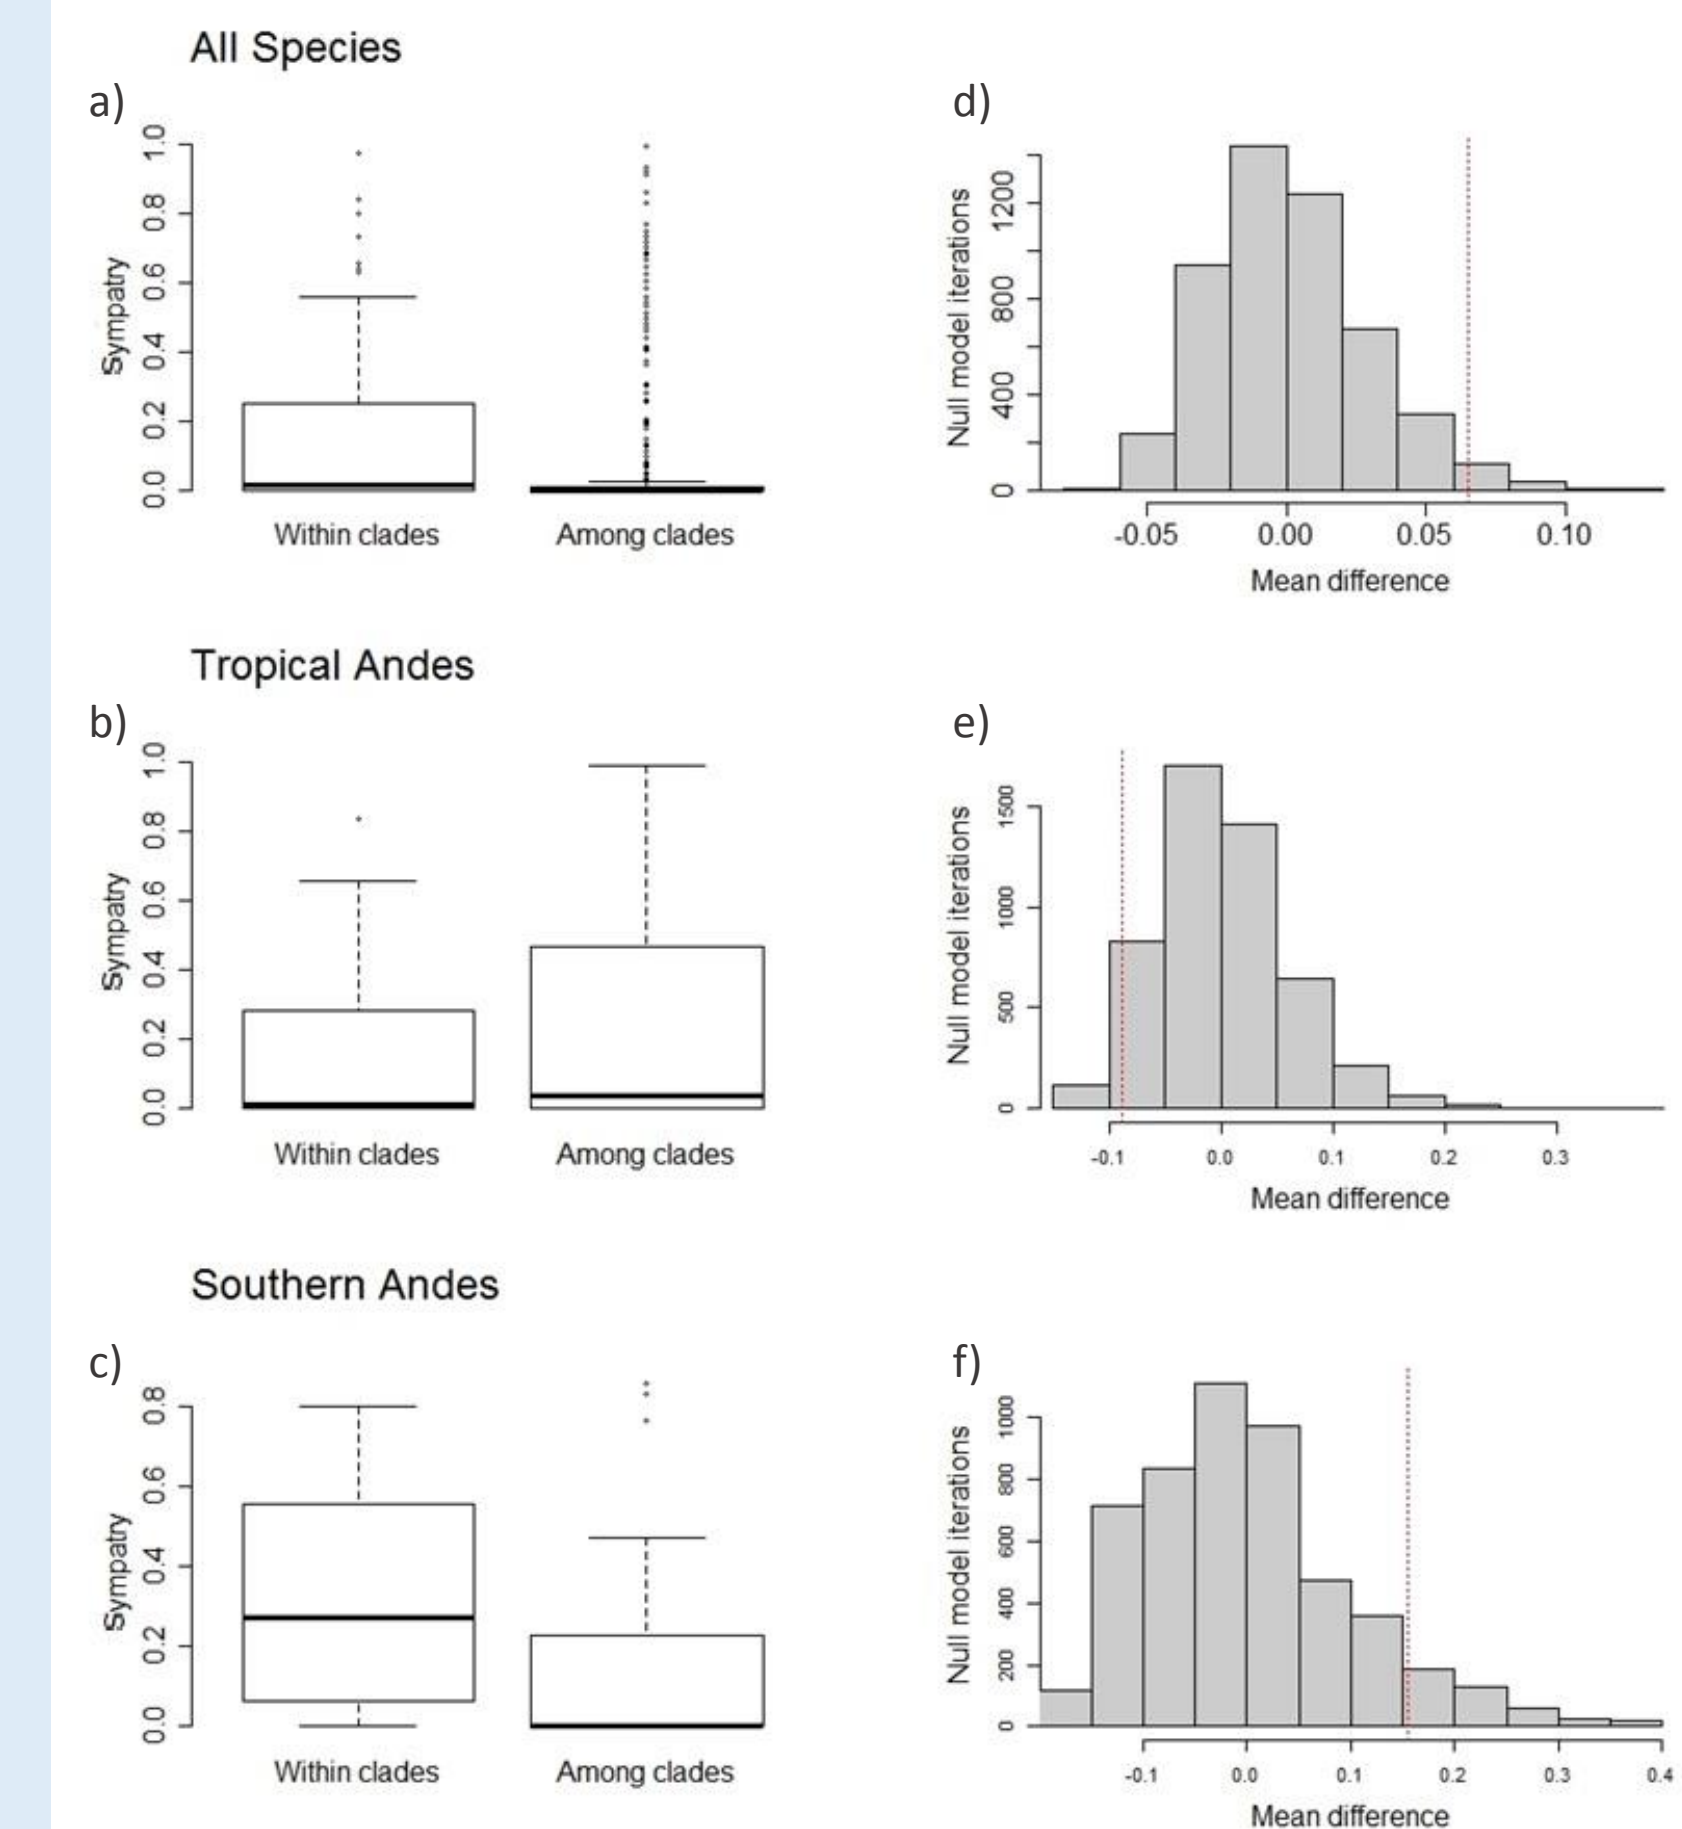 All Species
a)
Sympatry
0.0 0.2 0.4 0.6 0.8 1.0
Within clades Among clades
d)
Null model iterations
0 400 800 1200
-0.05 0.00 0.05 0.10
Mean difference
Tropical Andes
b)
Sympatry
0.0 0.2 0.4 0.6 0.8 1.0
Within clades Among clades
e)
Null model iterations
0 500 1000 1500
-0.1 0.0 0.1 0.2 0.3
Mean difference
Southern Andes
c)
Sympatry
0.0 0.2 0.4 0.6 0.8
Within clades Among clades
f)
Null model iterations
0 200 400 600 800 1000
-0.1 0.0 0.1 0.2 0.3 0.4
Mean difference